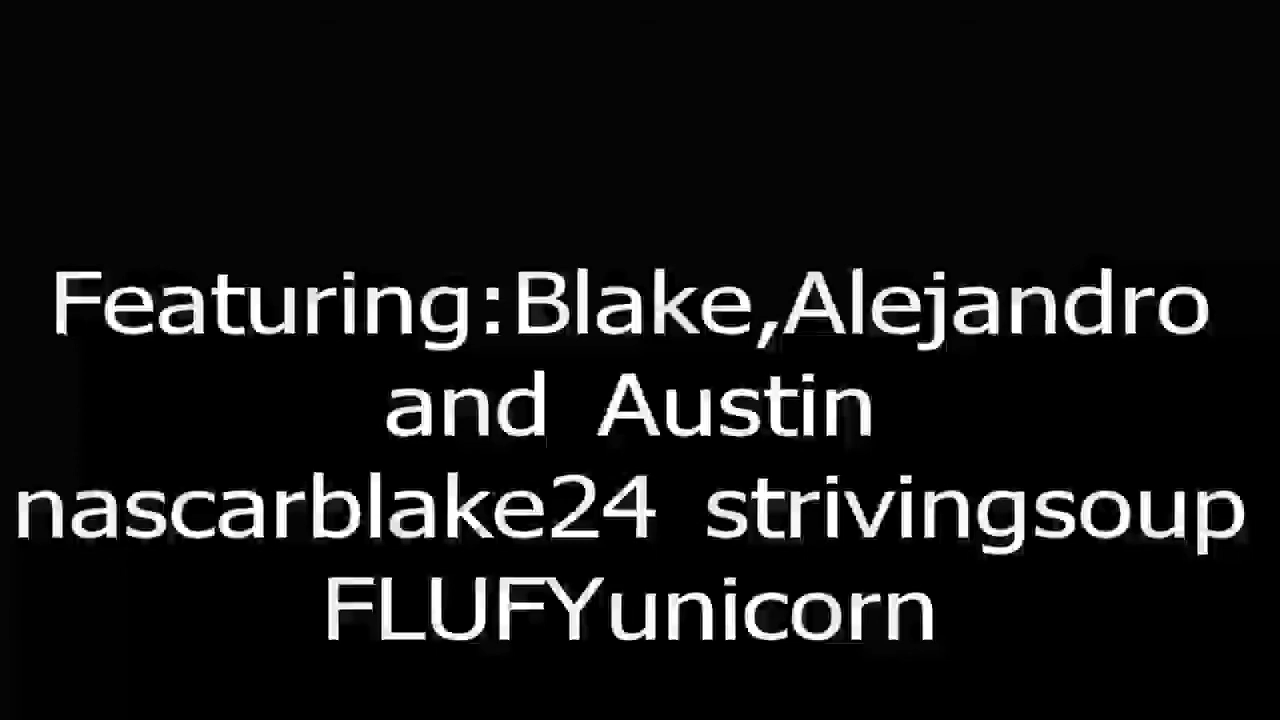 Featuring:Blake,Alejandro
and Austin
nascarblake24 strivingsoup
FLUFYunicorn